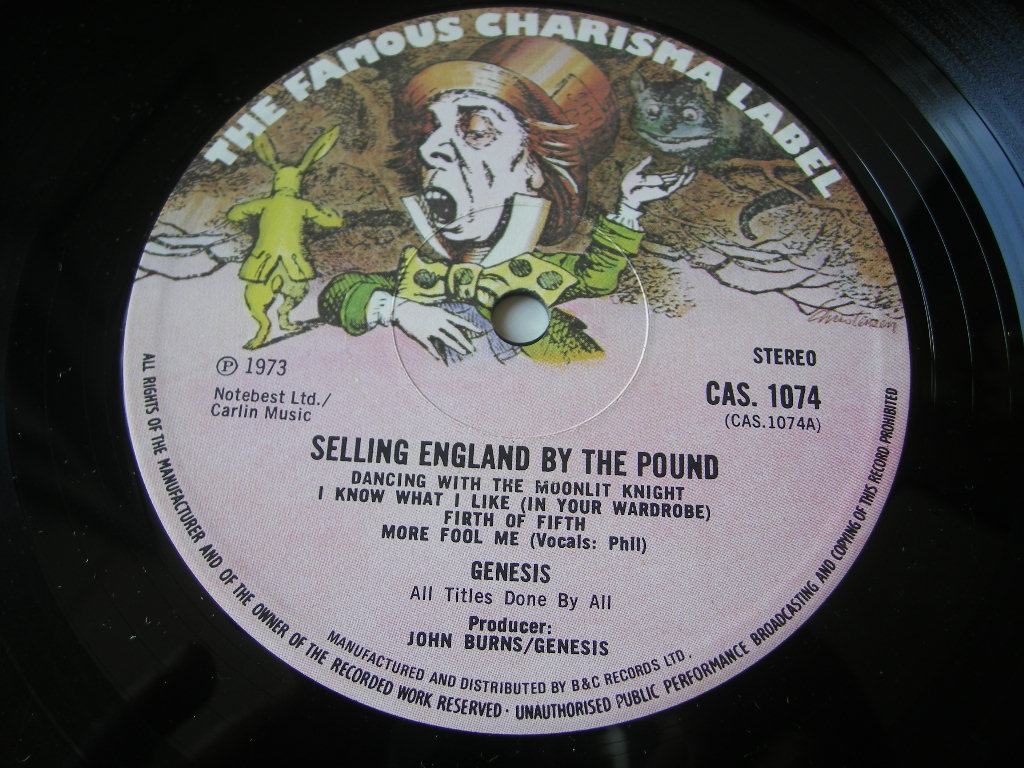 THE FAMOUS CHARISMA LABEL
Christensen
℗ 1973
Notebest Ltd./
Carlin Music
STEREO
CAS. 1074
(CAS.1074A)
SELLING ENGLAND BY THE POUND
DANCING WITH THE MOONLIT KNIGHT
I KNOW WHAT I LIKE (IN YOUR WARDROBE)
FIRTH OF FIFTH
MORE FOOL ME (Vocals: Phil)
GENESIS
All Titles Done By All
Producer:
JOHN BURNS/GENESIS
MANUFACTURED AND DISTRIBUTED BY B&C RECORDS LTD.
ALL RIGHTS OF THE MANUFACTURER AND OF THE OWNER OF THE RECORDED WORK RESERVED · UNAUTHORISED PUBLIC PERFORMANCE BROADCASTING AND COPYING OF THIS RECORD PROHIBITED